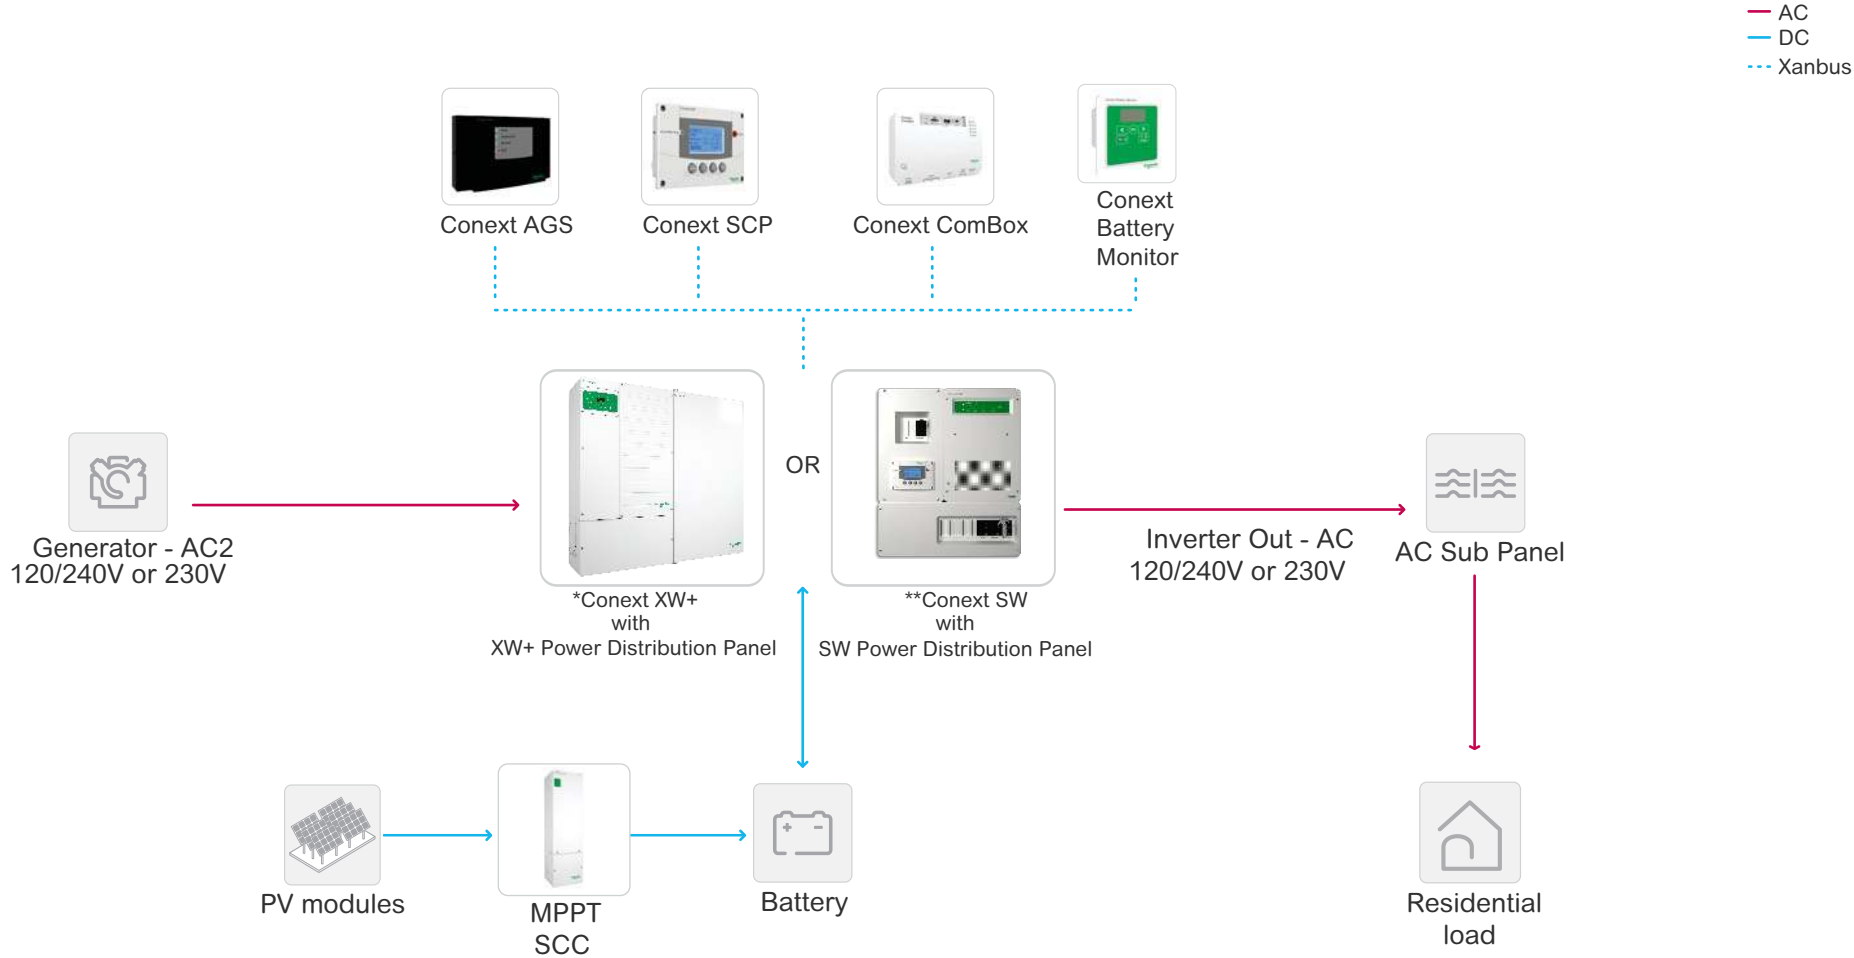 AC
DC
Xanbus
Conext AGS
Conext SCP
Conext ComBox
Conext
Battery
Monitor
OR
Generator - AC2
120/240V or 230V
*Conext XW+
with
XW+ Power Distribution Panel
**Conext SW
with
SW Power Distribution Panel
Inverter Out - AC
120/240V or 230V
AC Sub Panel
PV modules
MPPT
SCC
Battery
Residential
load